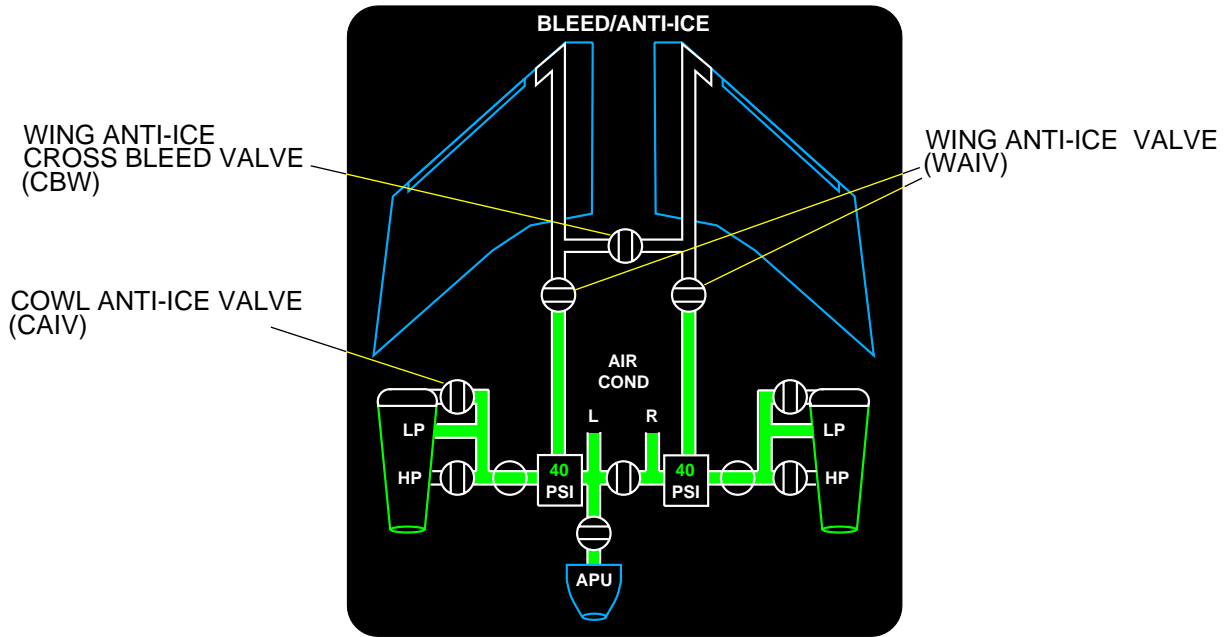 BLEED/ANTI-ICE
WING ANTI-ICE
CROSS BLEED VALVE
(CBW)
WING ANTI-ICE  VALVE
(WAIV)
COWL ANTI-ICE VALVE
(CAIV)
AIR
COND
L
R
LP
LP
HP
HP
40
PSI
40
PSI
APU